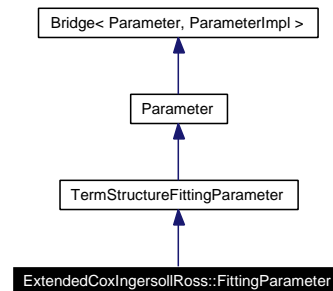 Bridge< Parameter, ParameterImpl >
Parameter
TermStructureFittingParameter
ExtendedCoxIngersollRoss::FittingParameter